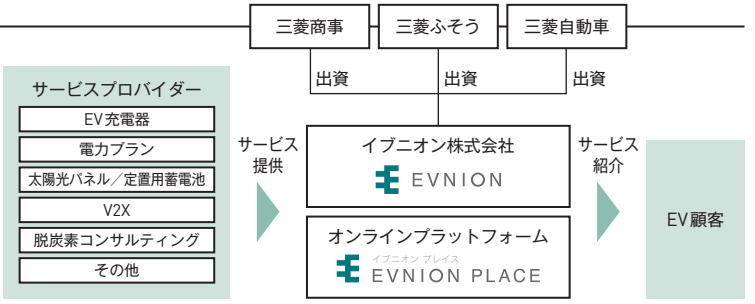 三菱商事
三菱ふそう
三菱自動車
出資
出資
出資
サービスプロバイダー
EV充電器
電力プラン
太陽光パネル／定置用蓄電池
V2X
脱炭素コンサルティング
その他
サービス
提供
イブニオン株式会社
EVNION
オンラインプラットフォーム
イブニオン プレイス
EVNION PLACE
サービス
紹介
EV顧客